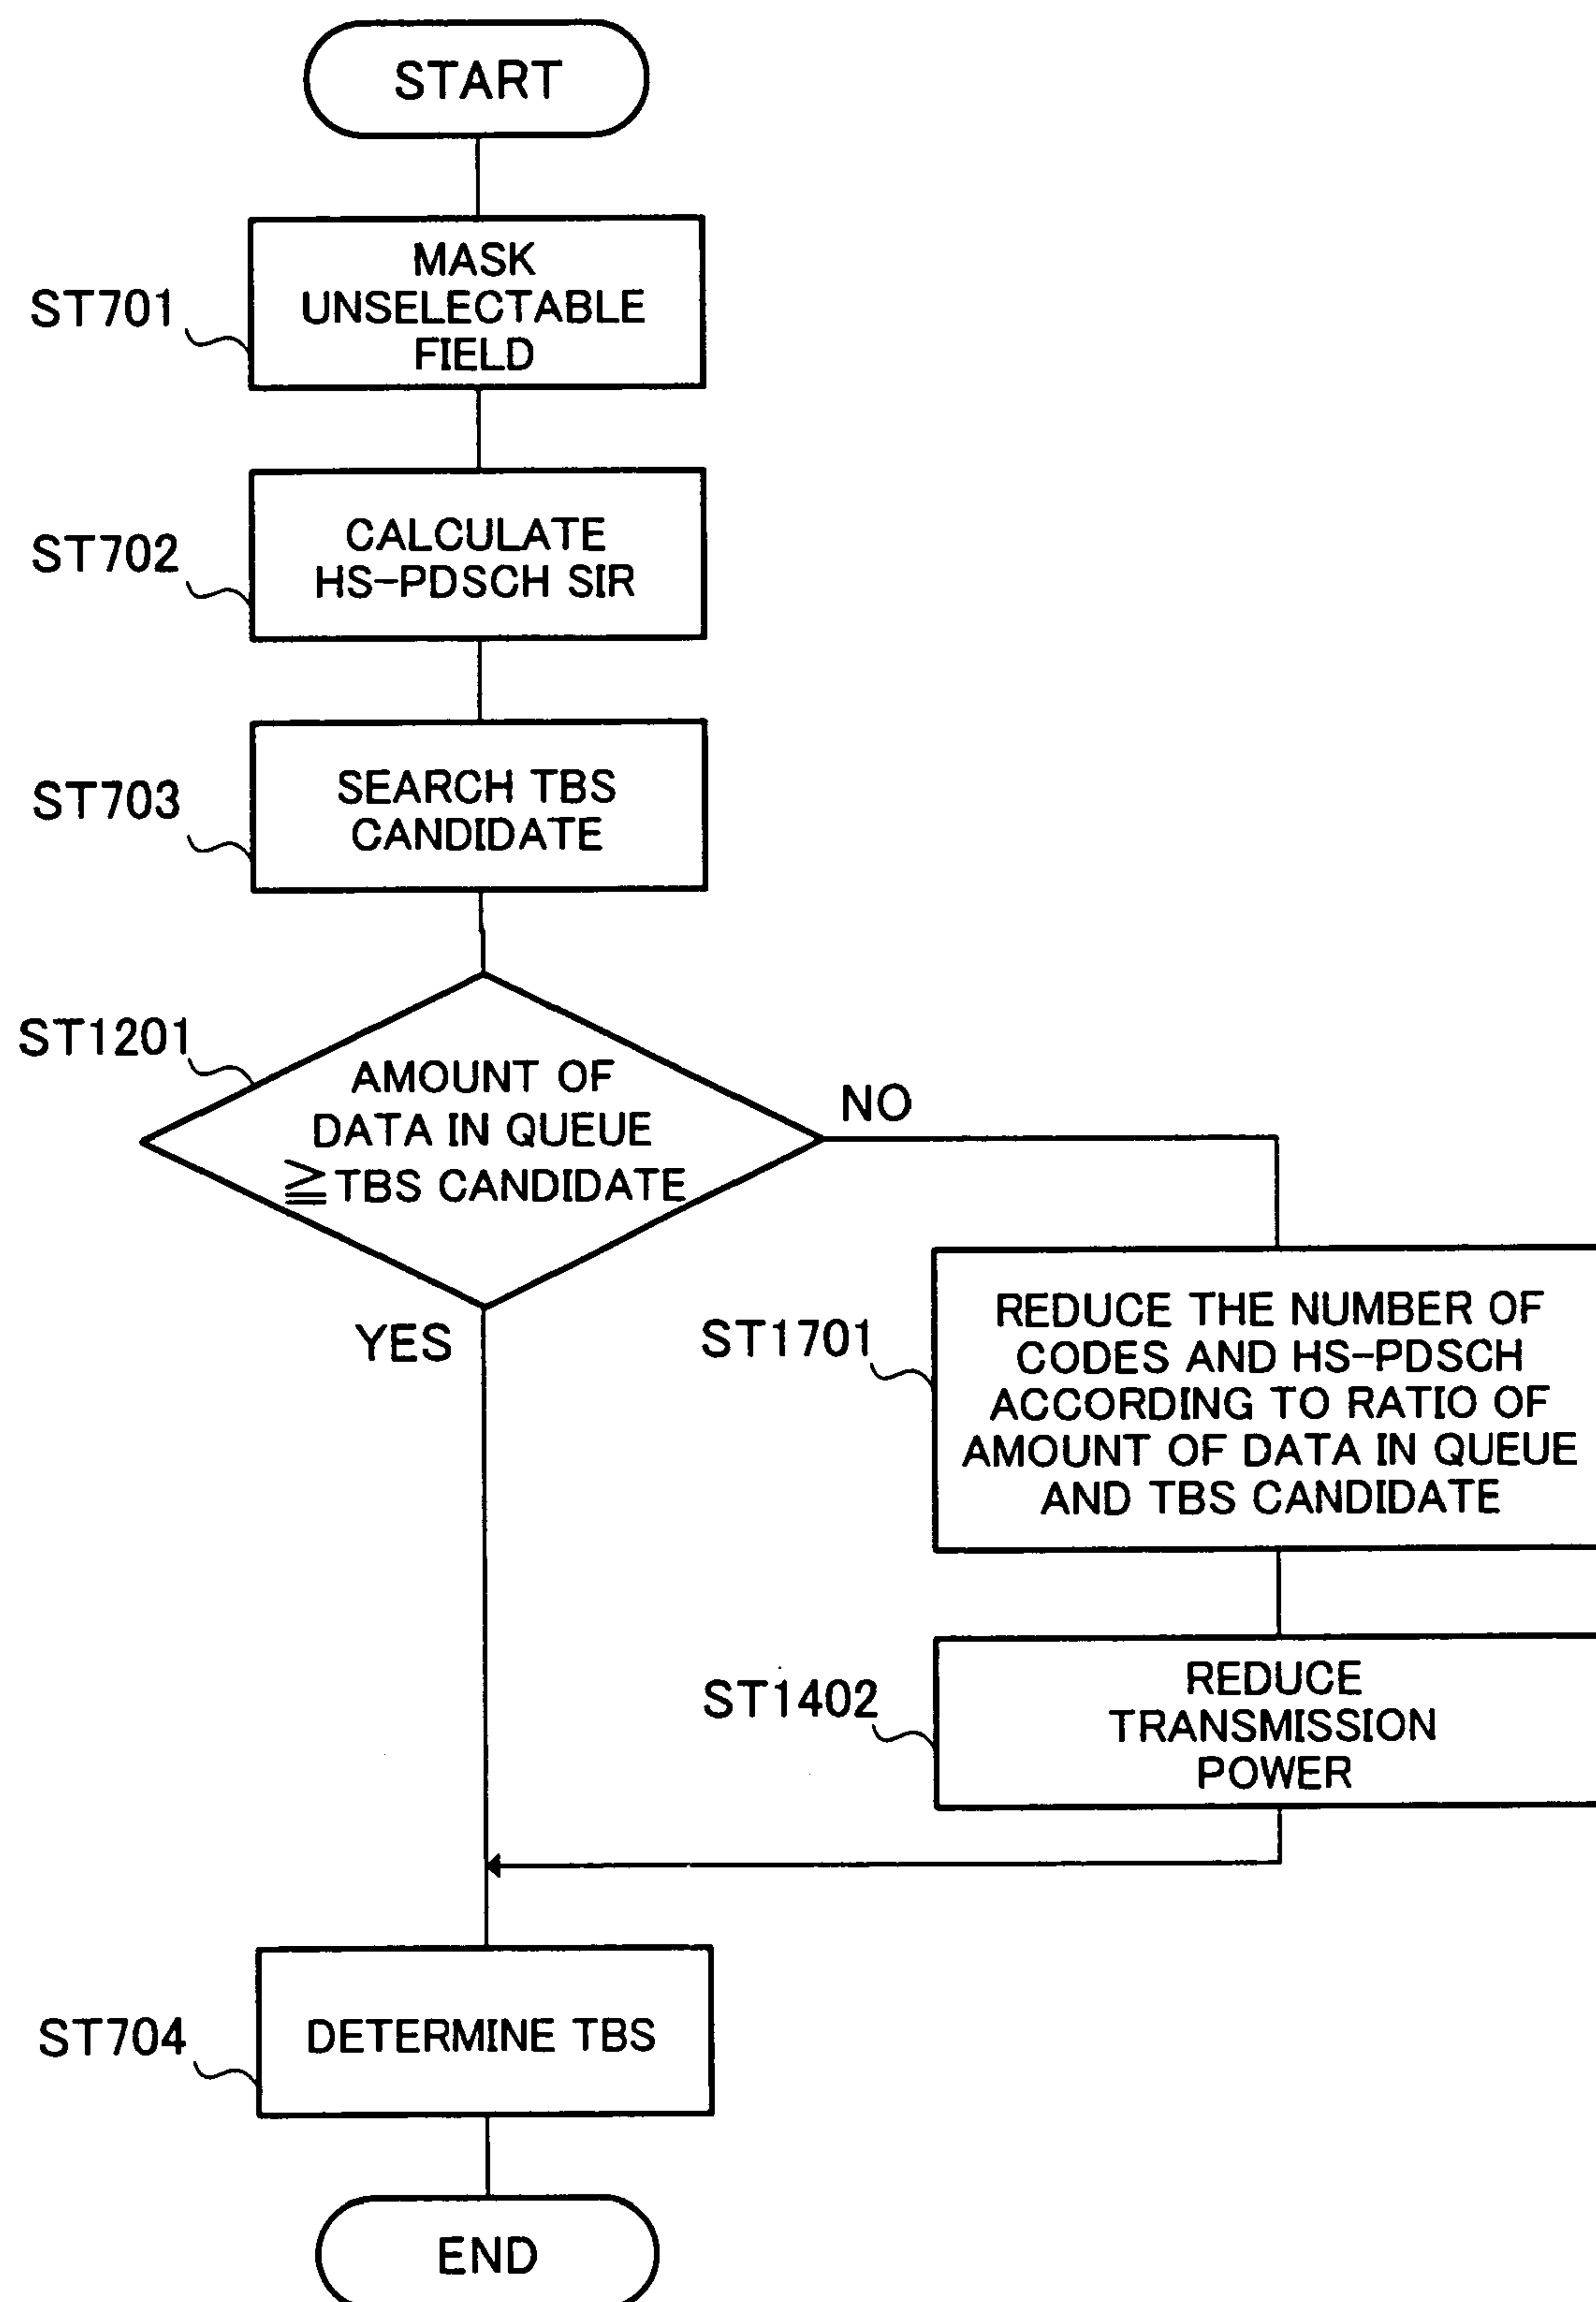 START
ST701
MASK
UNSELECTABLE
FIELD
ST702
CALCULATE
HS-PDSCH SIR
ST703
SEARCH TBS
CANDIDATE
ST1201
AMOUNT OF
DATA IN QUEUE
≧TBS CANDIDATE
NO
YES
ST1701
REDUCE THE NUMBER OF
CODES AND HS-PDSCH
ACCORDING TO RATIO OF
AMOUNT OF DATA IN QUEUE
AND TBS CANDIDATE
ST1402
REDUCE
TRANSMISSION
POWER
ST704
DETERMINE TBS
END